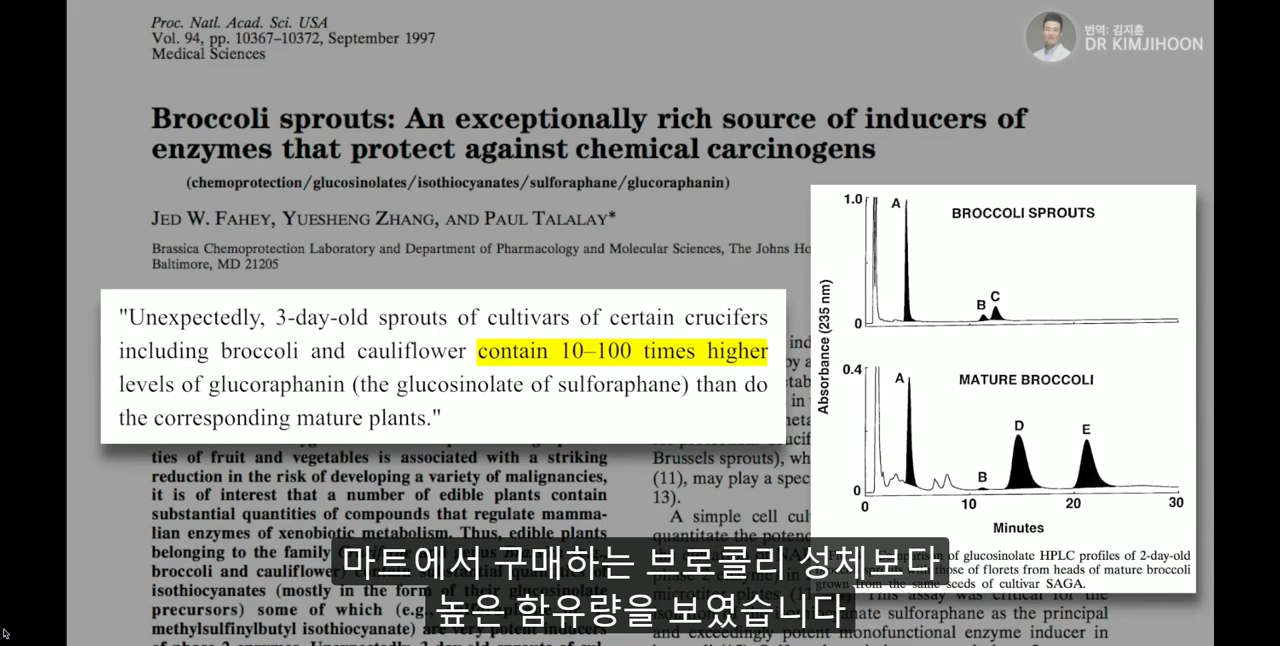 Proc. Natl. Acad. Sci. USA
Vol. 94, pp. 10367–10372, September 1997
Medical Sciences
번역: 김지훈
DR KIMJIHOON
Broccoli sprouts: An exceptionally rich source of inducers of
enzymes that protect against chemical carcinogens
(chemoprotection/glucosinolates/isothiocyanates/sulforaphane/glucoraphanin)
JED W. FAHEY, YUESHENG ZHANG, AND PAUL TALALAY*
Brassica Chemoprotection Laboratory and Department of Pharmacology and Molecular Sciences, The Johns Ho
Baltimore, MD 21205
"Unexpectedly, 3-day-old sprouts of cultivars of certain crucifers
including broccoli and cauliflower contain 10–100 times higher
levels of glucoraphanin (the glucosinolate of sulforaphane) than do
the corresponding mature plants."
ties of fruit and vegetables is associated with a striking
reduction in the risk of developing a variety of malignancies,
it is of interest that a number of edible plants contain
substantial quantities of compounds that regulate mamma-
lian enzymes of xenobiotic metabolism. Thus, edible plants
belonging to the family
broccoli and cauliflower)
isothiocyanates (mostly in the form
precursors) some of which (e.g.,
methylsulfinylbutyl isothiocyanate) are very potent inducers
Brussels sprouts), wh
(11), may play a spec
13).
A simple cell cul
quantitate the poten
This assay was critical for the
sulforaphane as the principal
and exceedingly potent monofunctional enzyme inducer in
1.0
A
BROCCOLI SPROUTS
B
C
0
Absorbance (235 nm)
0.4
A
MATURE BROCCOLI
D
E
B
0
0
10
20
30
Minutes
of glucosinolate HPLC profiles of 2-day-old
those of florets from heads of mature broccoli
grown from the same seeds of cultivar SAGA.
마트에서 구매하는 브로콜리 성체보다
높은 함유량을 보였습니다